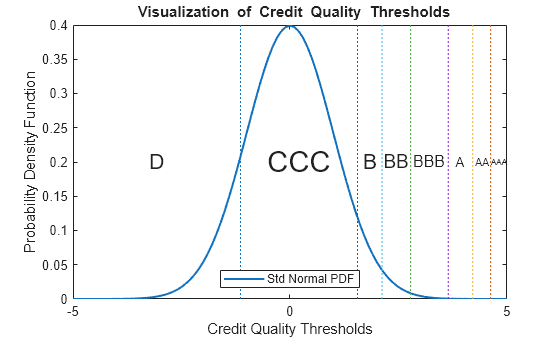 Visualization of Credit Quality Thresholds
Probability Density Function
0.4
0.35
0.3
0.25
0.2
0.15
0.1
0.05
0
D CCC B BB BBB A AA AAA
Std Normal PDF
-5 0 5
Credit Quality Thresholds